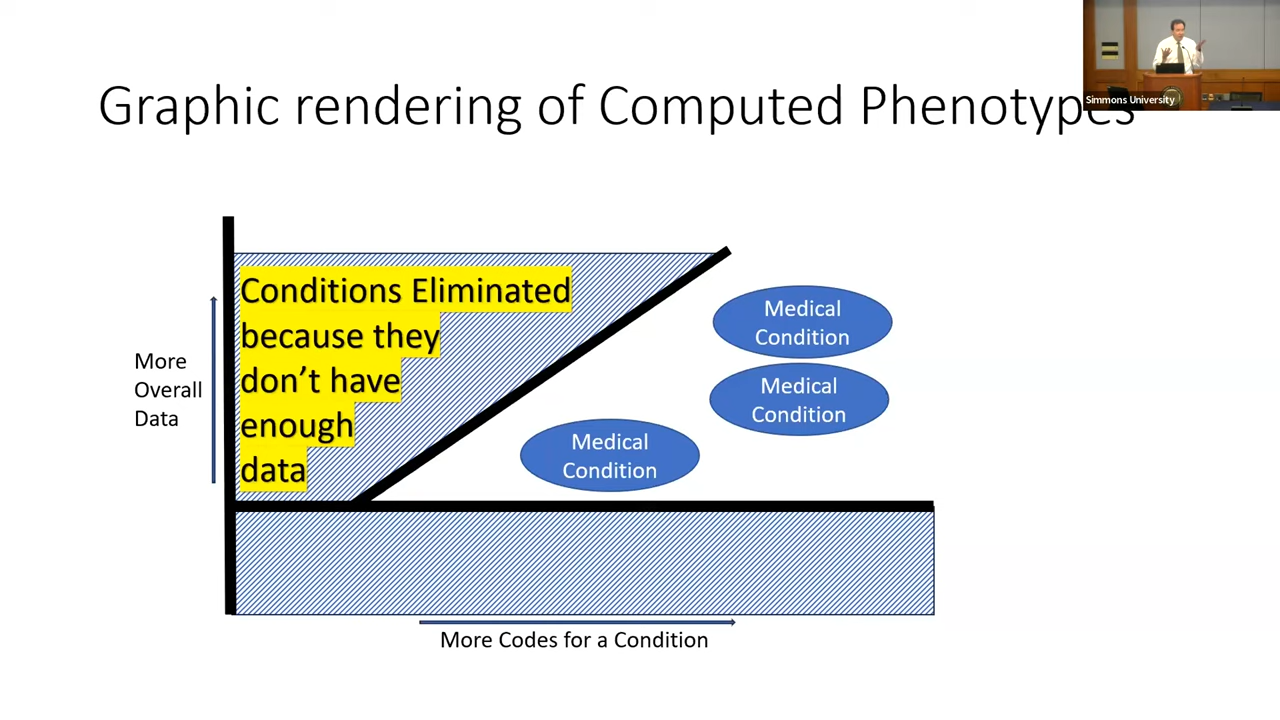 Simmons University
Graphic rendering of Computed Phenotypes
Conditions Eliminated
because they
don’t have
enough
data
More
Overall
Data
Medical
Condition
Medical
Condition
Medical
Condition
More Codes for a Condition